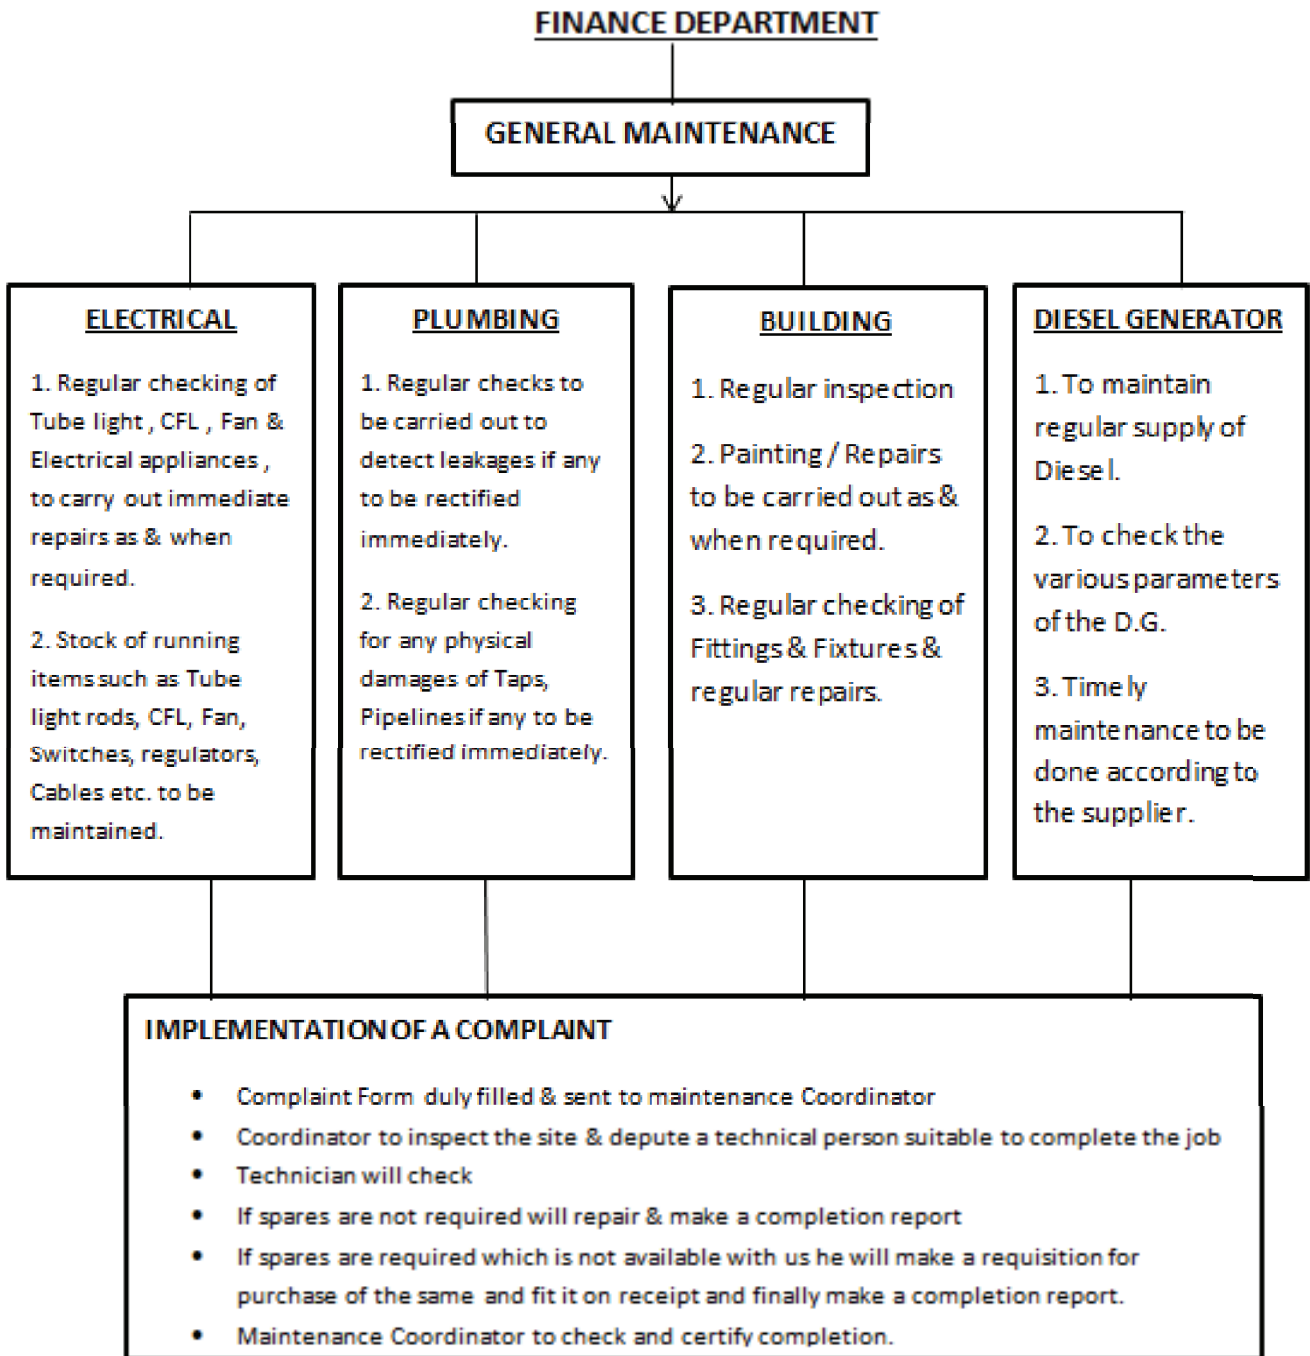 FINANCE DEPARTMENT
GENERAL MAINTENANCE
ELECTRICAL
1. Regular checking of
Tube light , CFL , Fan &
Electrical appliances ,
to carry out immediate
repairs as & when
required.
2. Stock of running
items such as Tube
light rods, CFL, Fan,
Switches, regulators,
Cables etc. to be
maintained.
PLUMBING
1. Regular checks to
be carried out to
detect leakages if any
to be rectified
immediately.
2. Regular checking
for any physical
damages of Taps,
Pipelines if any to be
rectified immediately.
BUILDING
1. Regular inspection
2. Painting / Repairs
to be carried out as &
when required.
3. Regular checking of
Fittings & Fixtures &
regular repairs.
DIESEL GENERATOR
1. To maintain
regular supply of
Diesel.
2. To check the
various parameters
of the D.G.
3. Timely
maintenance to be
done according to
the supplier.
IMPLEMENTATION OF A COMPLAINT
• Complaint Form duly filled & sent to maintenance Coordinator
• Coordinator to inspect the site & depute a technical person suitable to complete the job
• Technician will check
• If spares are not required will repair & make a completion report
• If spares are required which is not available with us he will make a requisition for
purchase of the same and fit it on receipt and finally make a completion report.
• Maintenance Coordinator to check and certify completion.